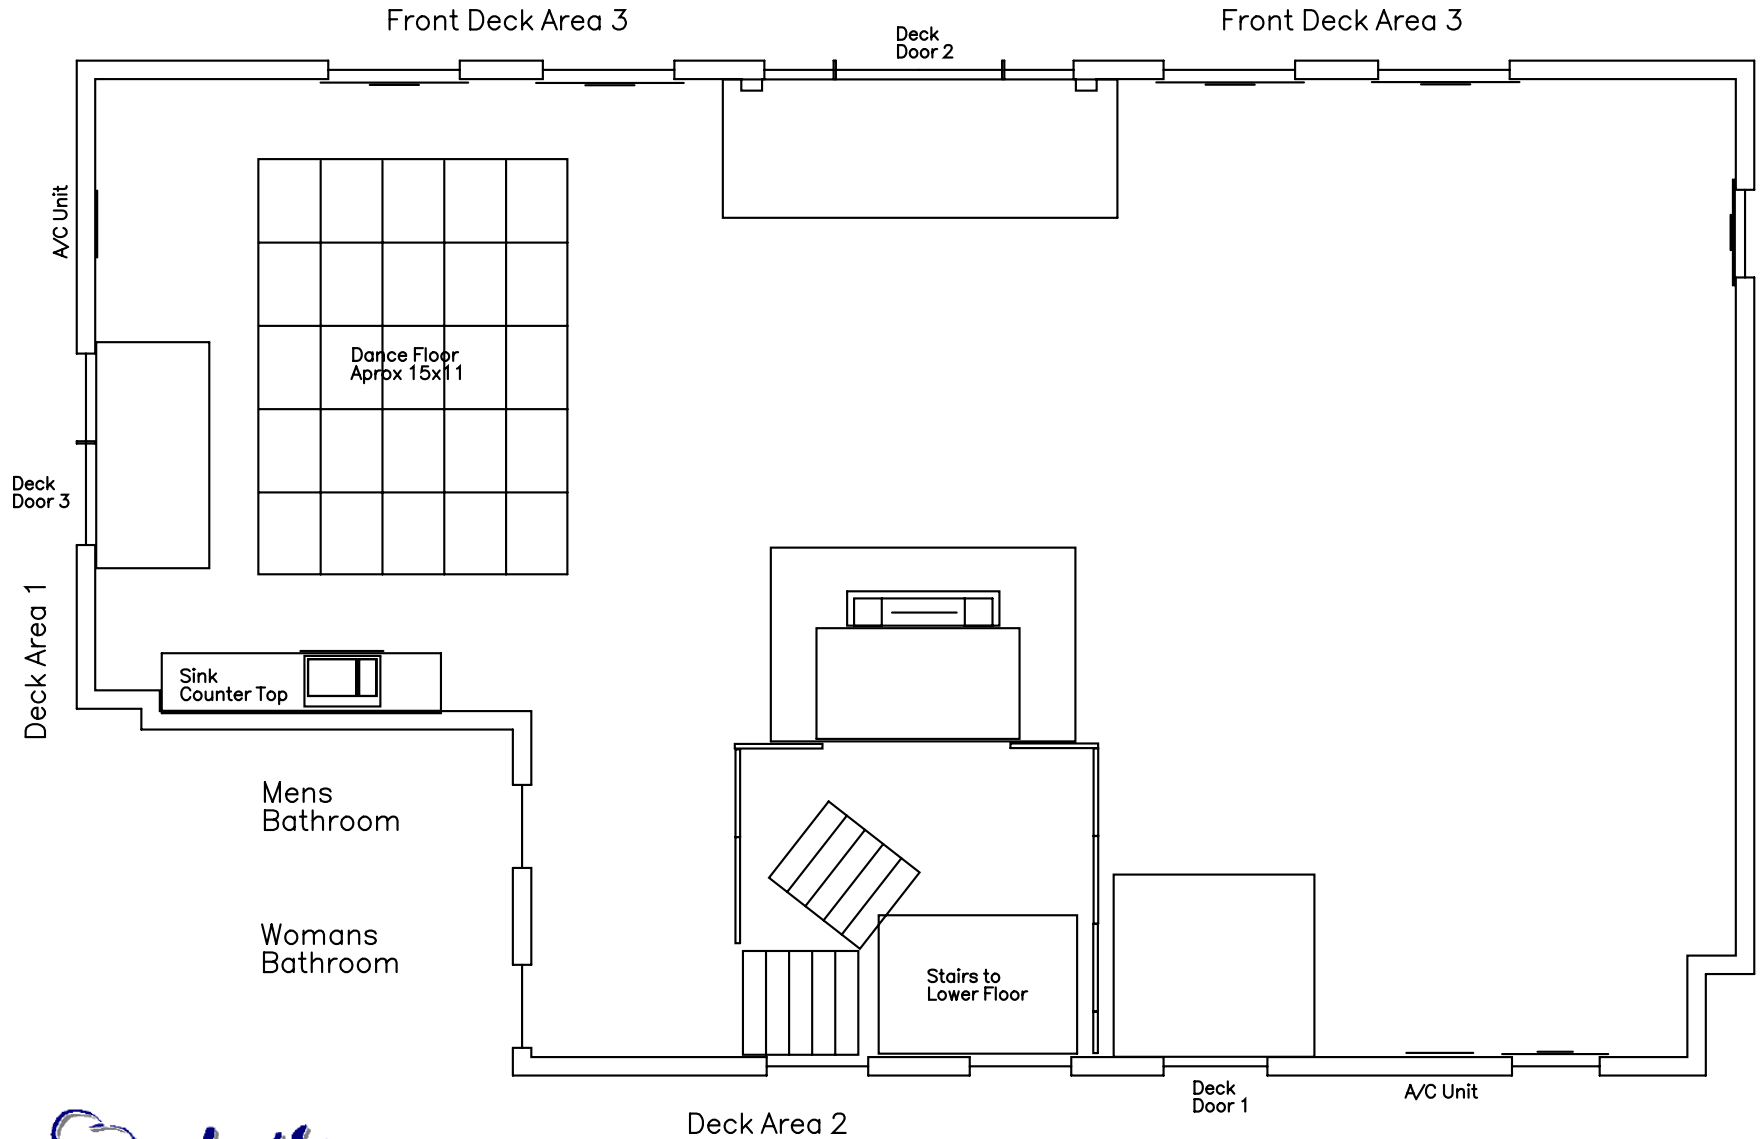 Front Deck Area 3
Deck
Door 2
Front Deck Area 3
A/C Unit
Dance Floor
Aprox 15x11
Deck
Door 3
Deck Area 1
Sink
Counter Top
Mens
Bathroom
Womans
Bathroom
Stairs to
Lower Floor
Deck
Door 1
A/C Unit
Deck Area 2